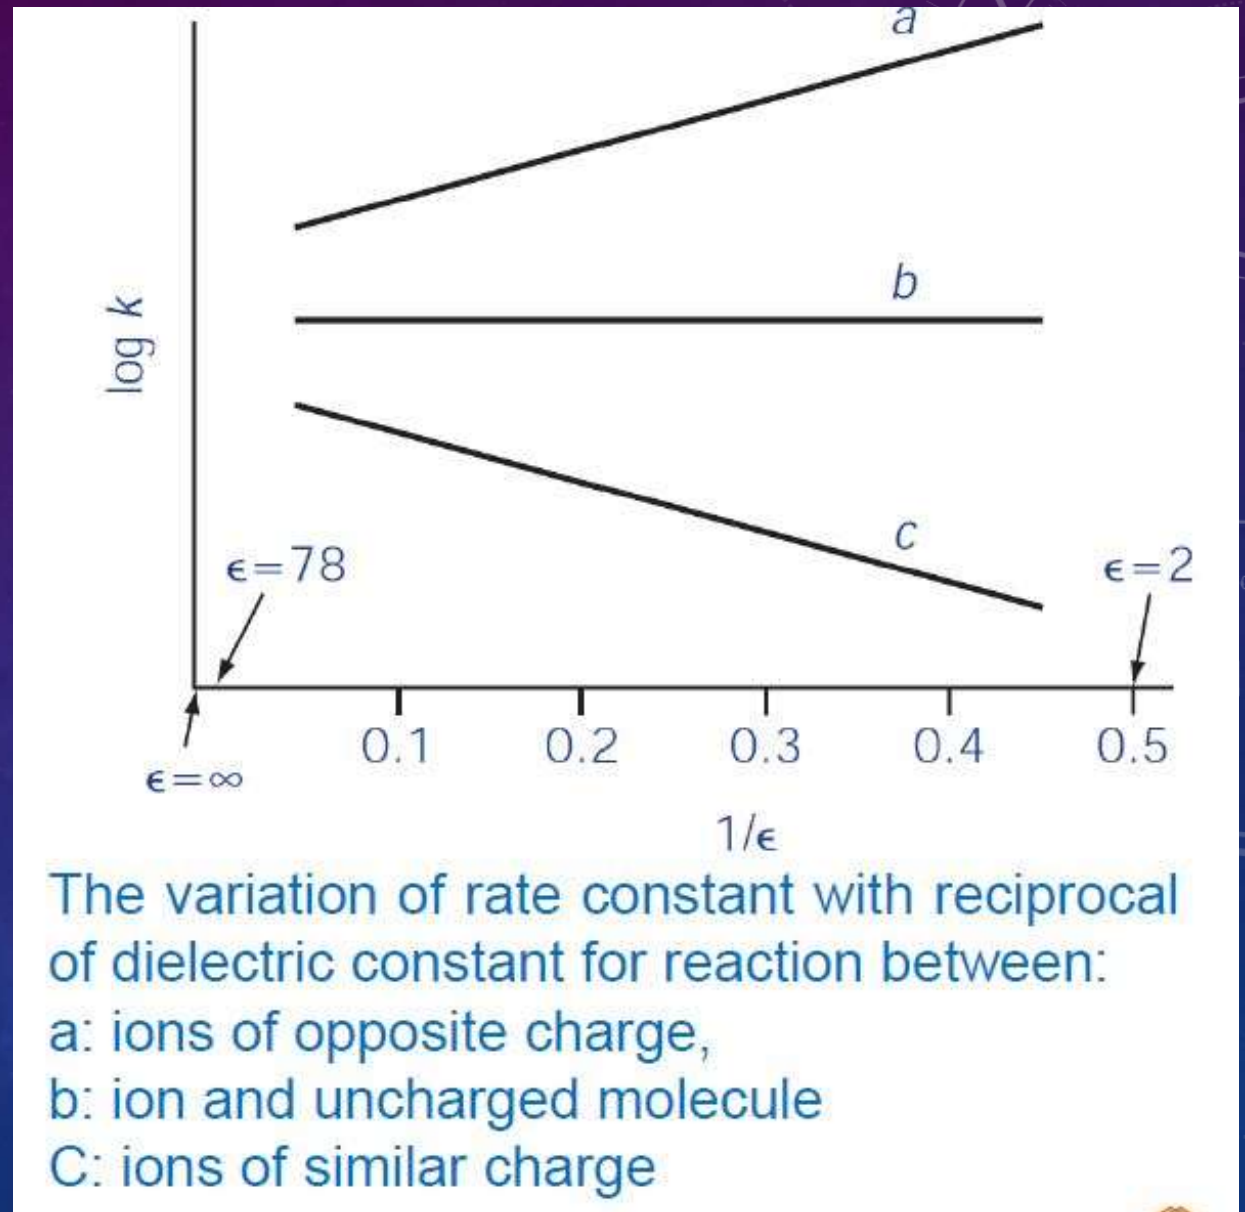 a
b
log k
c
ϵ=78
ϵ=2
0.1 0.2 0.3 0.4 0.5
ϵ=∞
1/ϵ
The variation of rate constant with reciprocal
of dielectric constant for reaction between:
a: ions of opposite charge,
b: ion and uncharged molecule
C: ions of similar charge